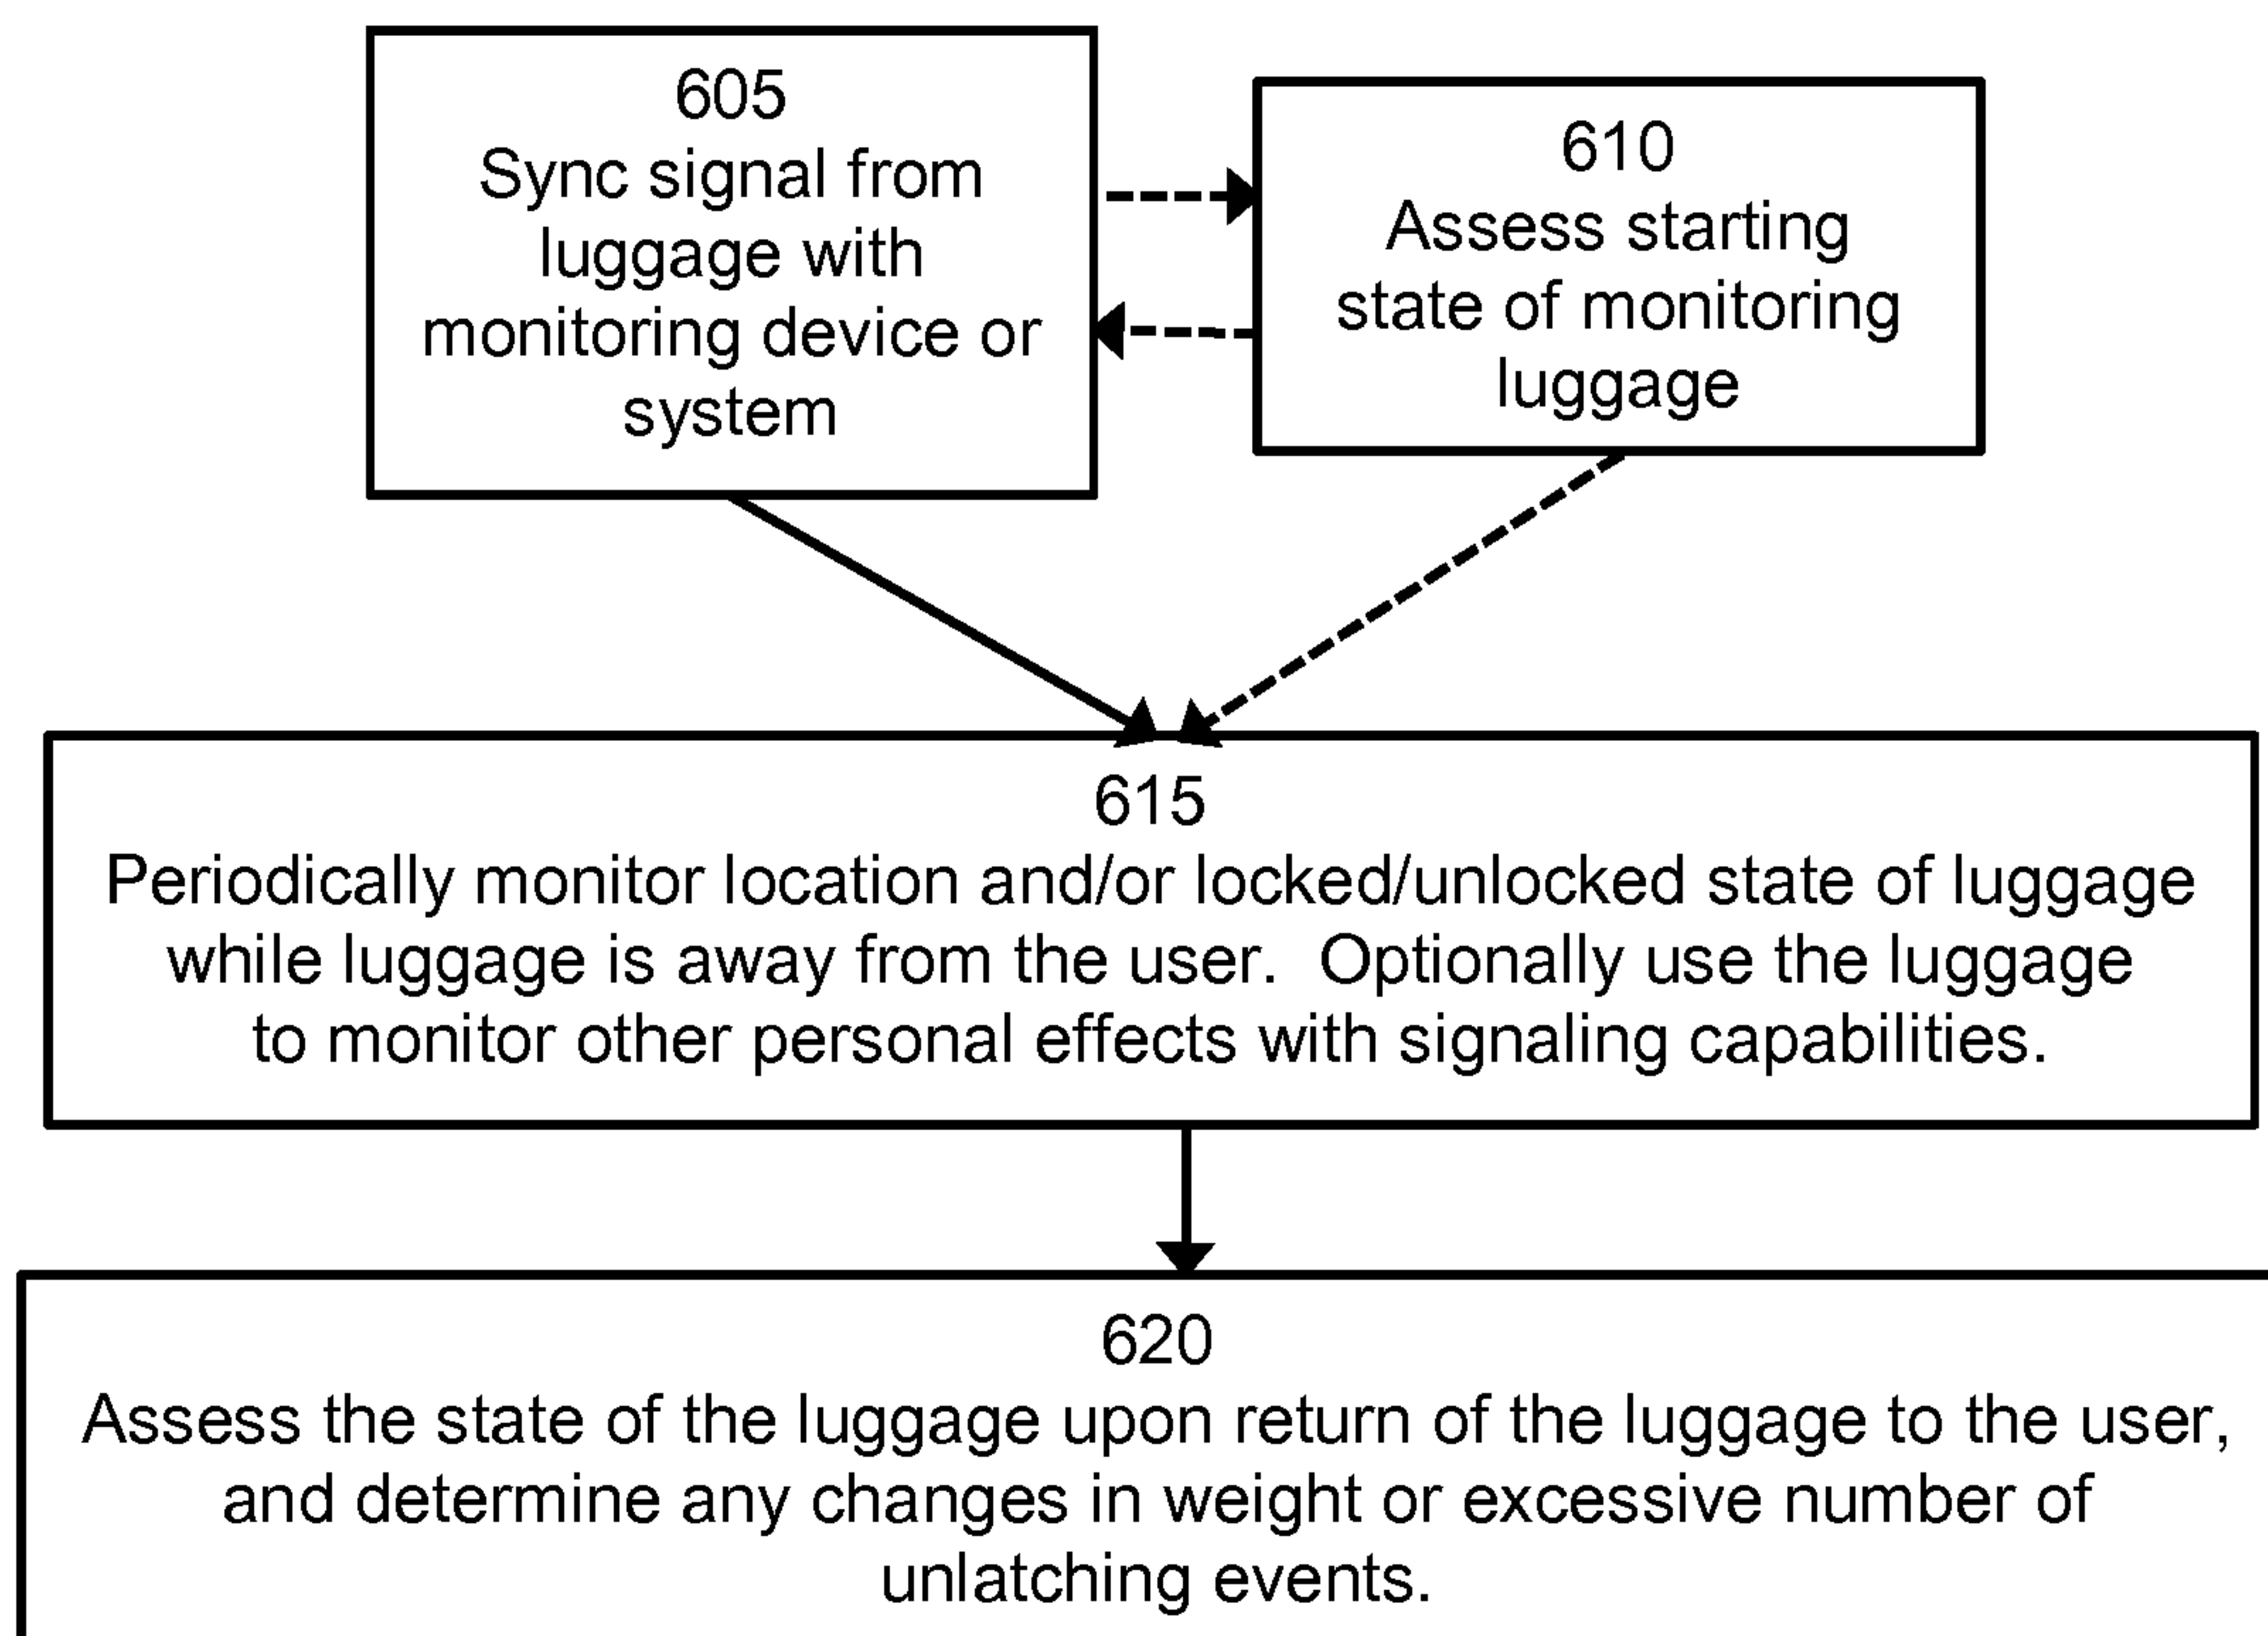 605
Sync signal from
luggage with
monitoring device or
system
610
Assess starting
state of monitoring
luggage
615
Periodically monitor location and/or locked/unlocked state of luggage
while luggage is away from the user.  Optionally use the luggage
to monitor other personal effects with signaling capabilities.
620
Assess the state of the luggage upon return of the luggage to the user,
and determine any changes in weight or excessive number of
unlatching events.